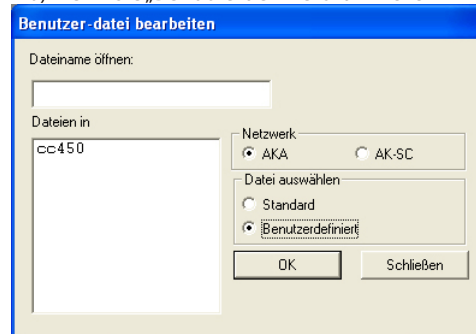 Benutzer-datei bearbeiten
Dateiname öffnen:
Dateien in
cc450
Netzwerk
AKA
AK-SC
Datei auswählen
Standard
Benutzerdefiniert
OK
Schließen